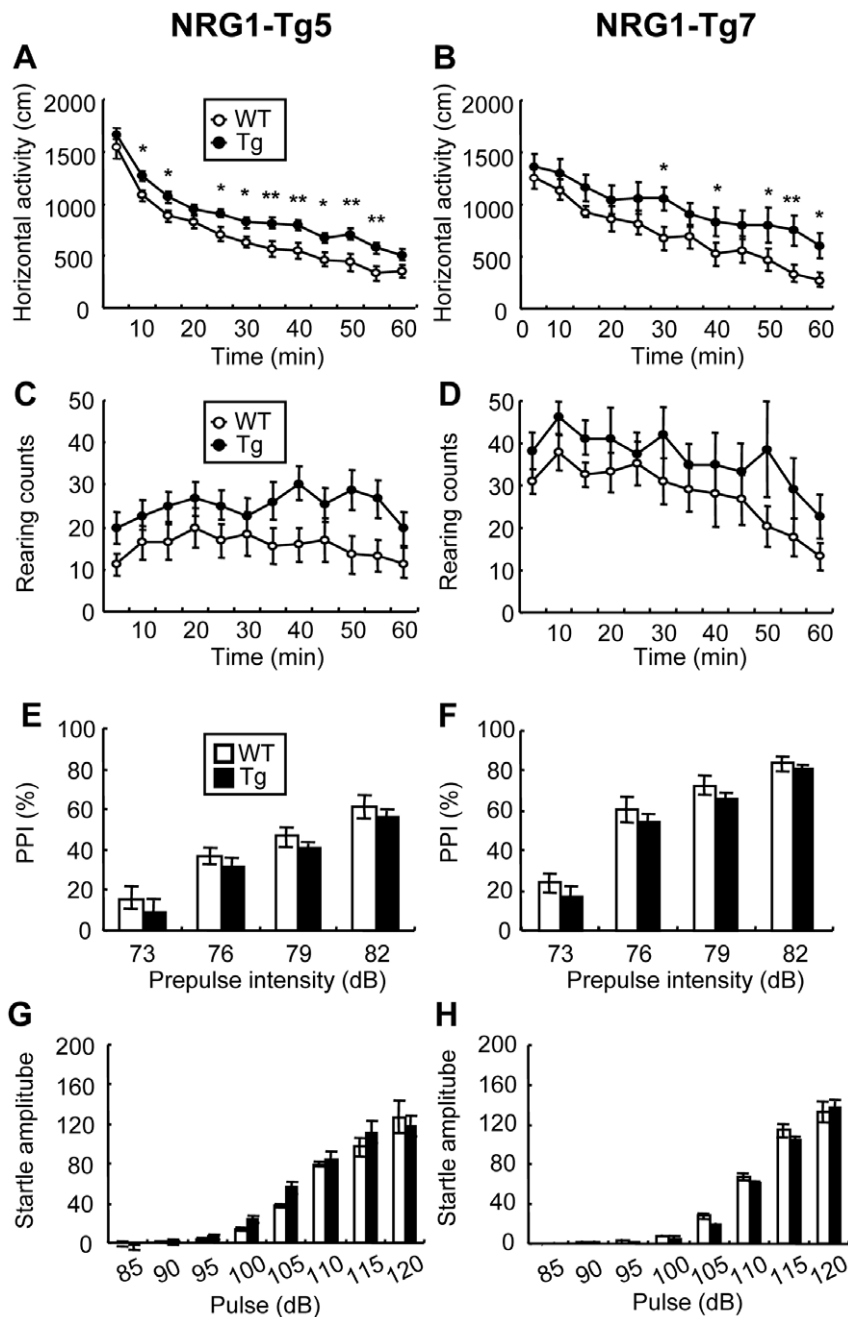 NRG1-Tg5 NRG1-Tg7
A
B
Horizontal activity (cm)
2000
1500
1000
500
0
WT
Tg
* * * * ** ** * ** **
10 20 30 40 50 60
Time (min)
Horizontal activity (cm)
2000
1500
1000
500
0
* * * ** *
0 10 20 30 40 50 60
Time (min)
C
Rearing counts
50
40
30
20
10
0
WT
Tg
10 20 30 40 50 60
Time (min)
D
Rearing counts
50
40
30
20
10
0
10 20 30 40 50 60
Time (min)
E
PPI (%)
100
80
60
40
20
0
WT
Tg
73 76 79 82
Prepulse intensity (dB)
F
PPI (%)
100
80
60
40
20
0
73 76 79 82
Prepulse intensity (dB)
G
Startle amplitube
200
160
120
80
40
0
85 90 95 100 105 110 115 120
Pulse (dB)
H
Startle amplitube
200
160
120
80
40
0
85 90 95 100 105 110 115 120
Pulse (dB)